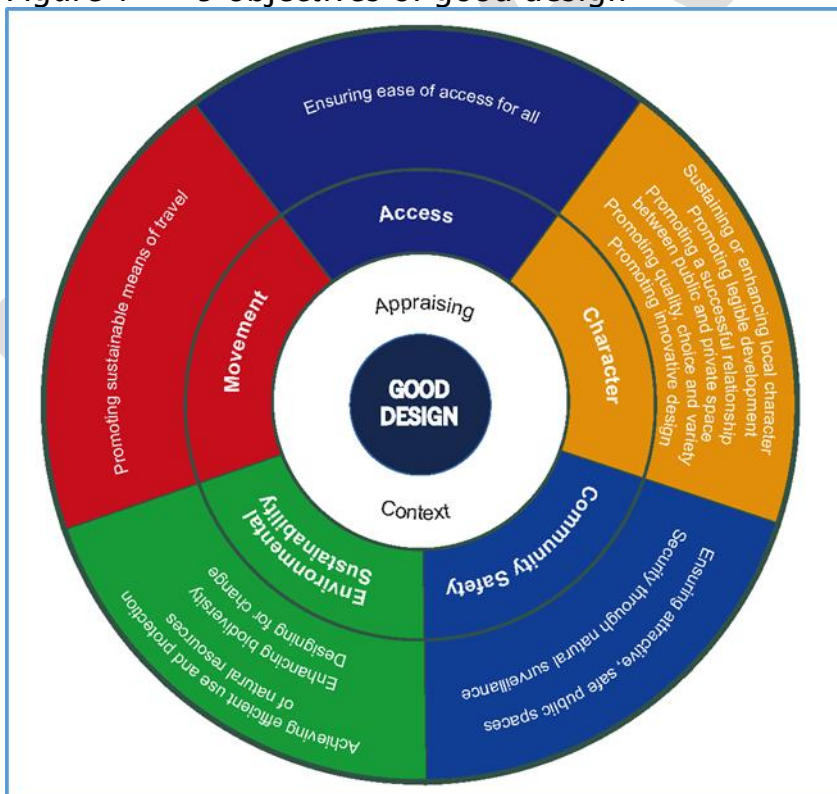 objectives of good design
Ensuring ease of access for all
Access
Sustaining or enhancing local character
Promoting legible development
Promoting a successful relationship
between public and private space
Promoting quality, choice and variety
Promoting innovative design
Character
Community Safety
Ensuring attractive, safe public spaces
Security through natural surveillance
Environmental
Sustainability
Achieving efficient use and protection
of natural resources
Enhancing biodiversity
Designing for change
Movement
Promoting sustainable means of travel
Appraising
GOOD
DESIGN
Context